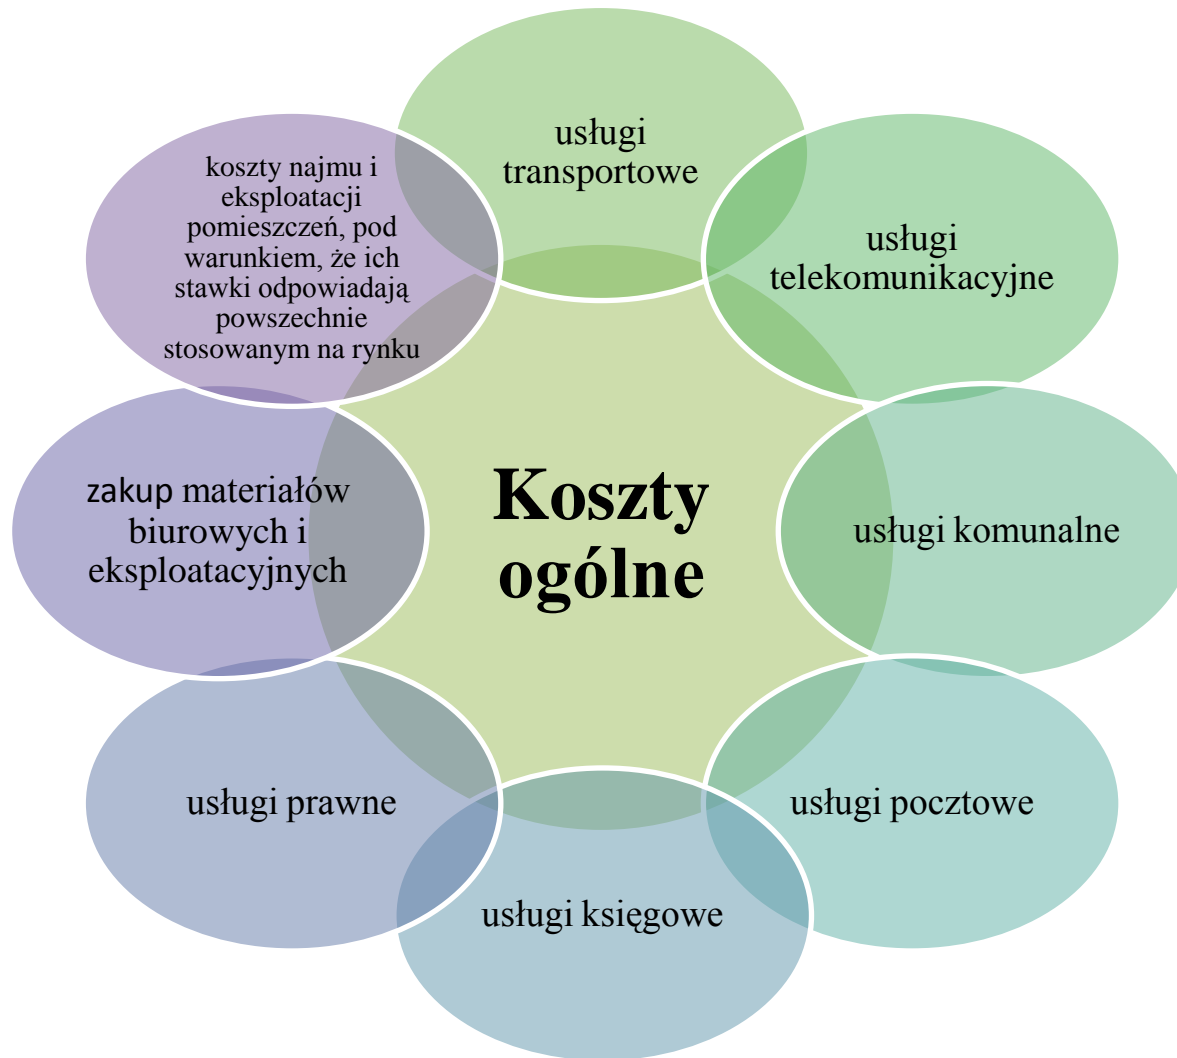 usługi
transportowe
usługi
telekomunikacyjne
usługi komunalne
usługi pocztowe
usługi księgowe
usługi prawne
zakup materiałów
biurowych i
eksploatacyjnych
koszty najmu i
eksploatacji
pomieszczeń, pod
warunkiem, że ich
stawki odpowiadają
powszechnie
stosowanym na rynku
Koszty
ogólne